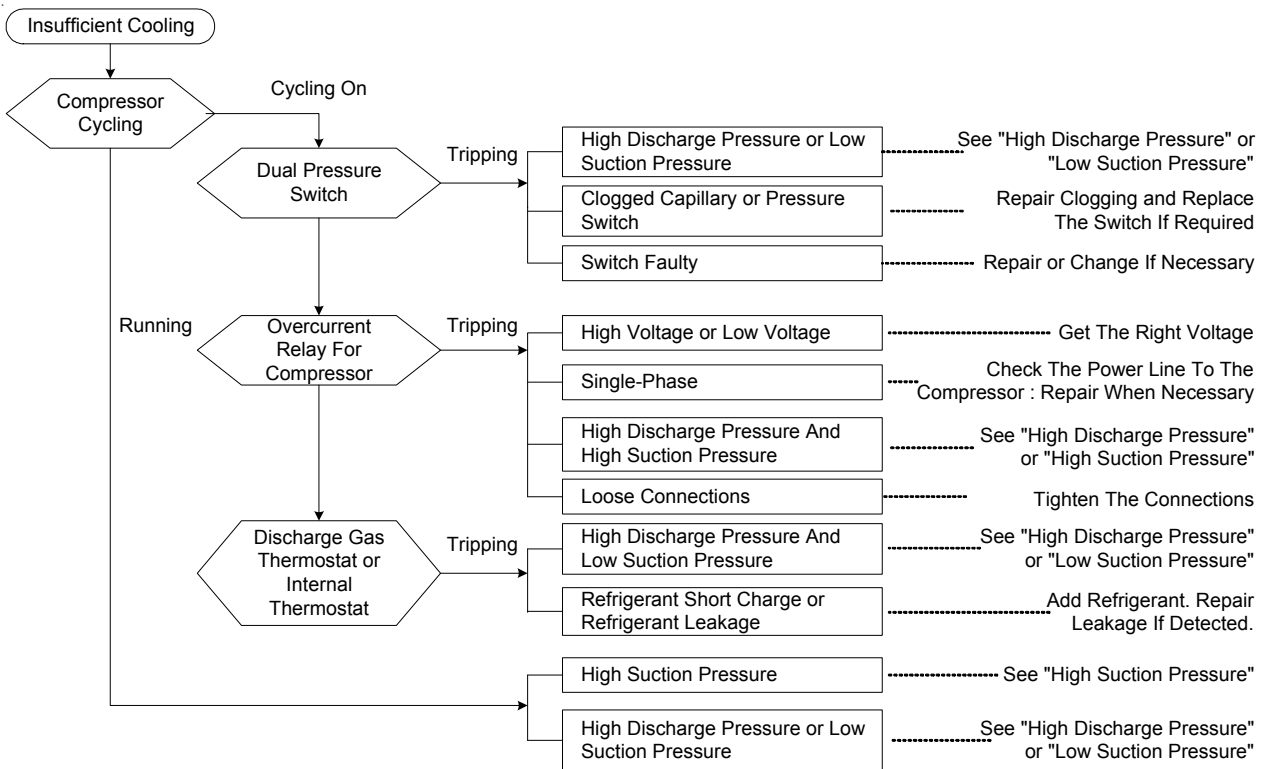 Insufficient Cooling
Compressor
Cycling
Cycling On
Dual Pressure
Switch
Tripping
High Discharge Pressure or Low
Suction Pressure
See "High Discharge Pressure" or
"Low Suction Pressure"
Clogged Capillary or Pressure
Switch
Repair Clogging and Replace
The Switch If Required
Switch Faulty
Repair or Change If Necessary
Running
Overcurrent
Relay For
Compressor
Tripping
High Voltage or Low Voltage
Get The Right Voltage
Single-Phase
Check The Power Line To The
Compressor : Repair When Necessary
High Discharge Pressure And
High Suction Pressure
See "High Discharge Pressure"
or "High Suction Pressure"
Loose Connections
Tighten The Connections
Discharge Gas
Thermostat or
Internal
Thermostat
Tripping
High Discharge Pressure And
Low Suction Pressure
See "High Discharge Pressure"
or "Low Suction Pressure"
Refrigerant Short Charge or
Refrigerant Leakage
Add Refrigerant. Repair
Leakage If Detected.
High Suction Pressure
See "High Suction Pressure"
High Discharge Pressure or Low
Suction Pressure
See "High Discharge Pressure"
or "Low Suction Pressure"